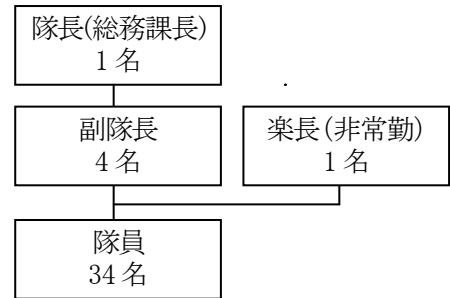 隊長(総務課長)
1名
副隊長
4名
楽長(非常勤)
1名
隊員
34名